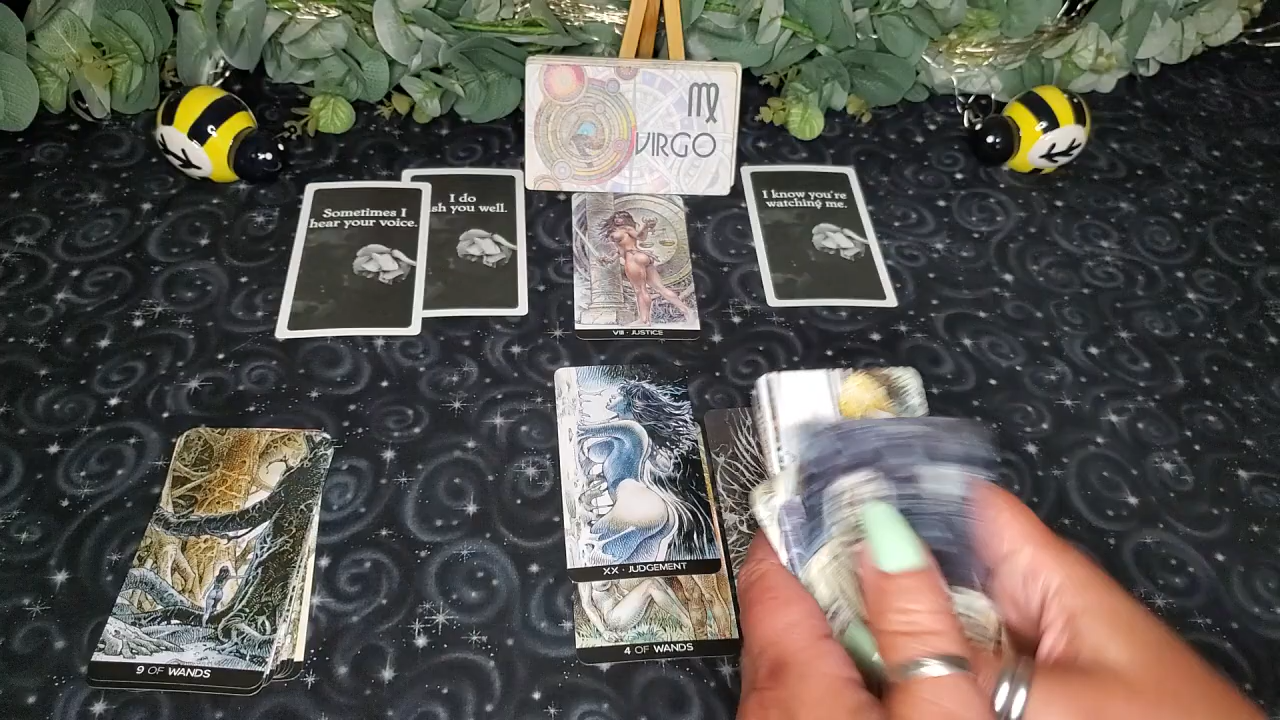 ♍
VIRGO
Sometimes I
hear your voice.
I do
sh you well.
I know you're
watching me.
VIII · JUSTICE
XX · JUDGEMENT
4 OF WANDS
9 OF WANDS